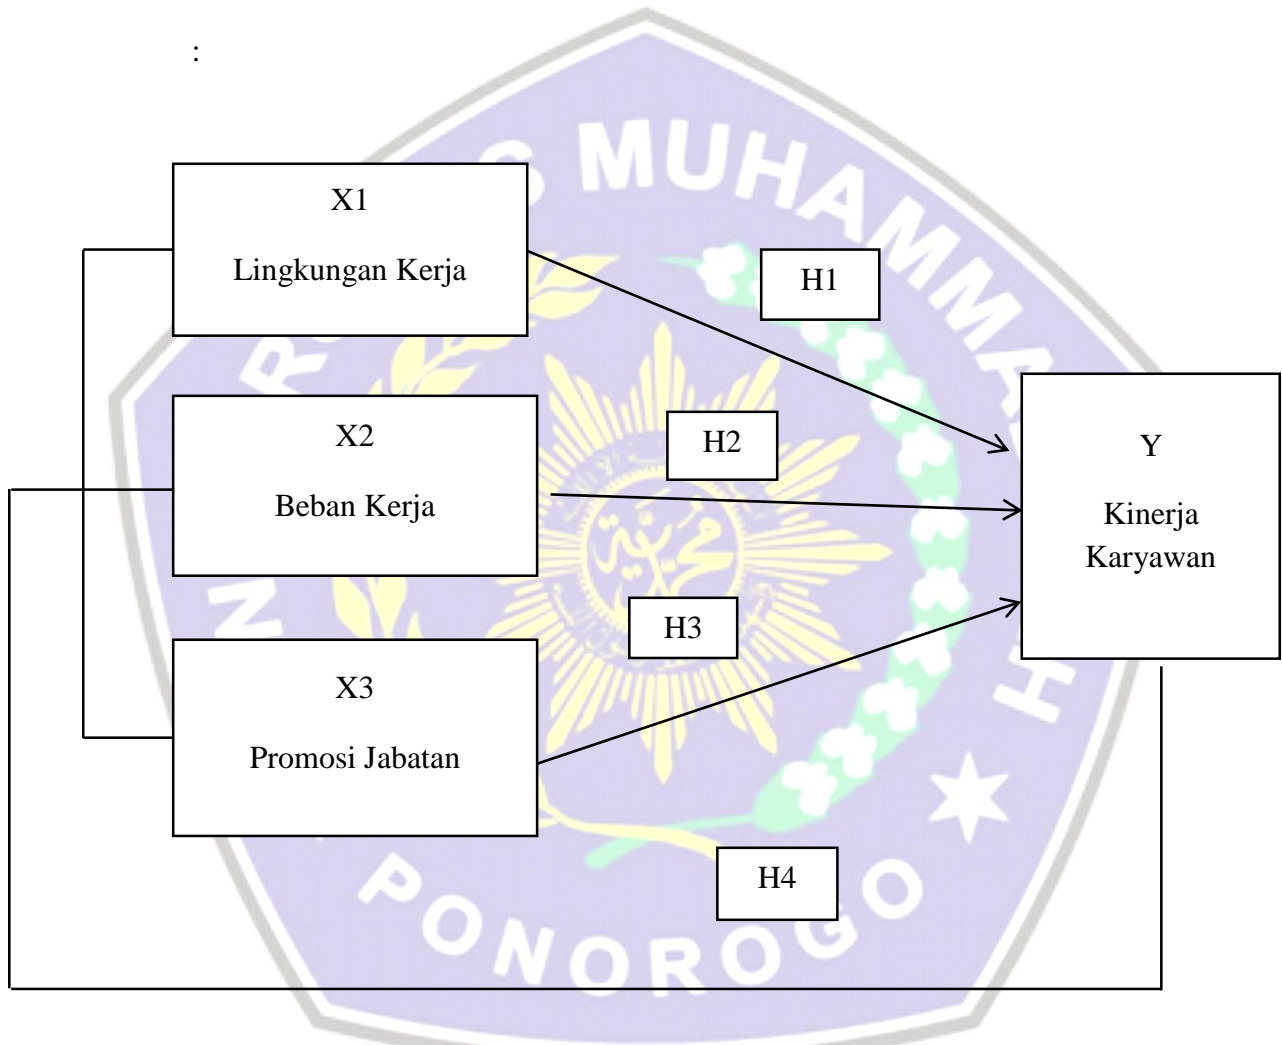 :
S MUHAMMA
X1
Lingkungan Kerja
H1
X2
Beban Kerja
H2
Y
Kinerja
Karyawan
H3
X3
Promosi Jabatan
H4
PONOROGO